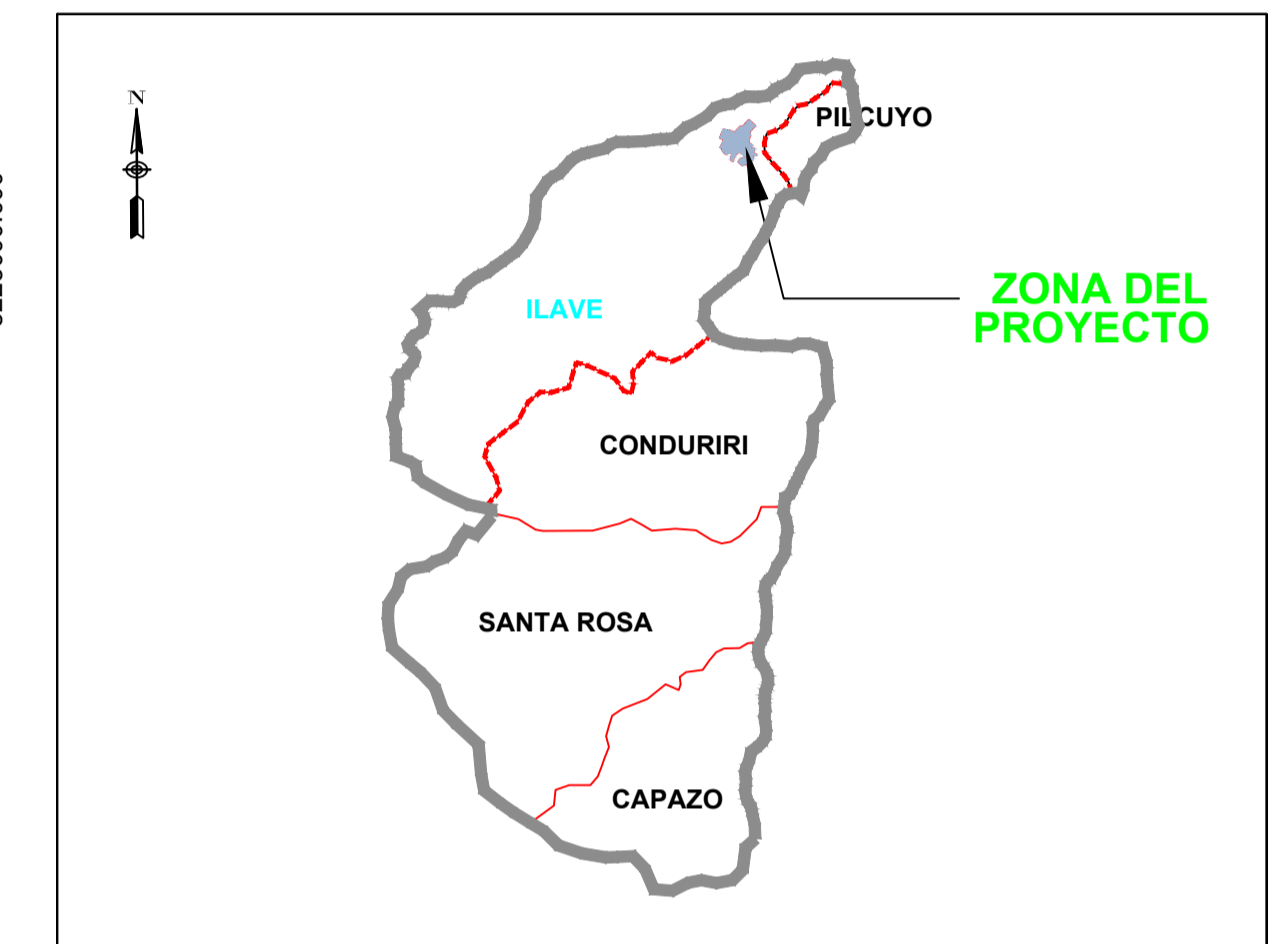 N
PILCUYO
ZONA DEL
PROYECTO
ILAVE
CONDURIRI
SANTA ROSA
CAPAZO